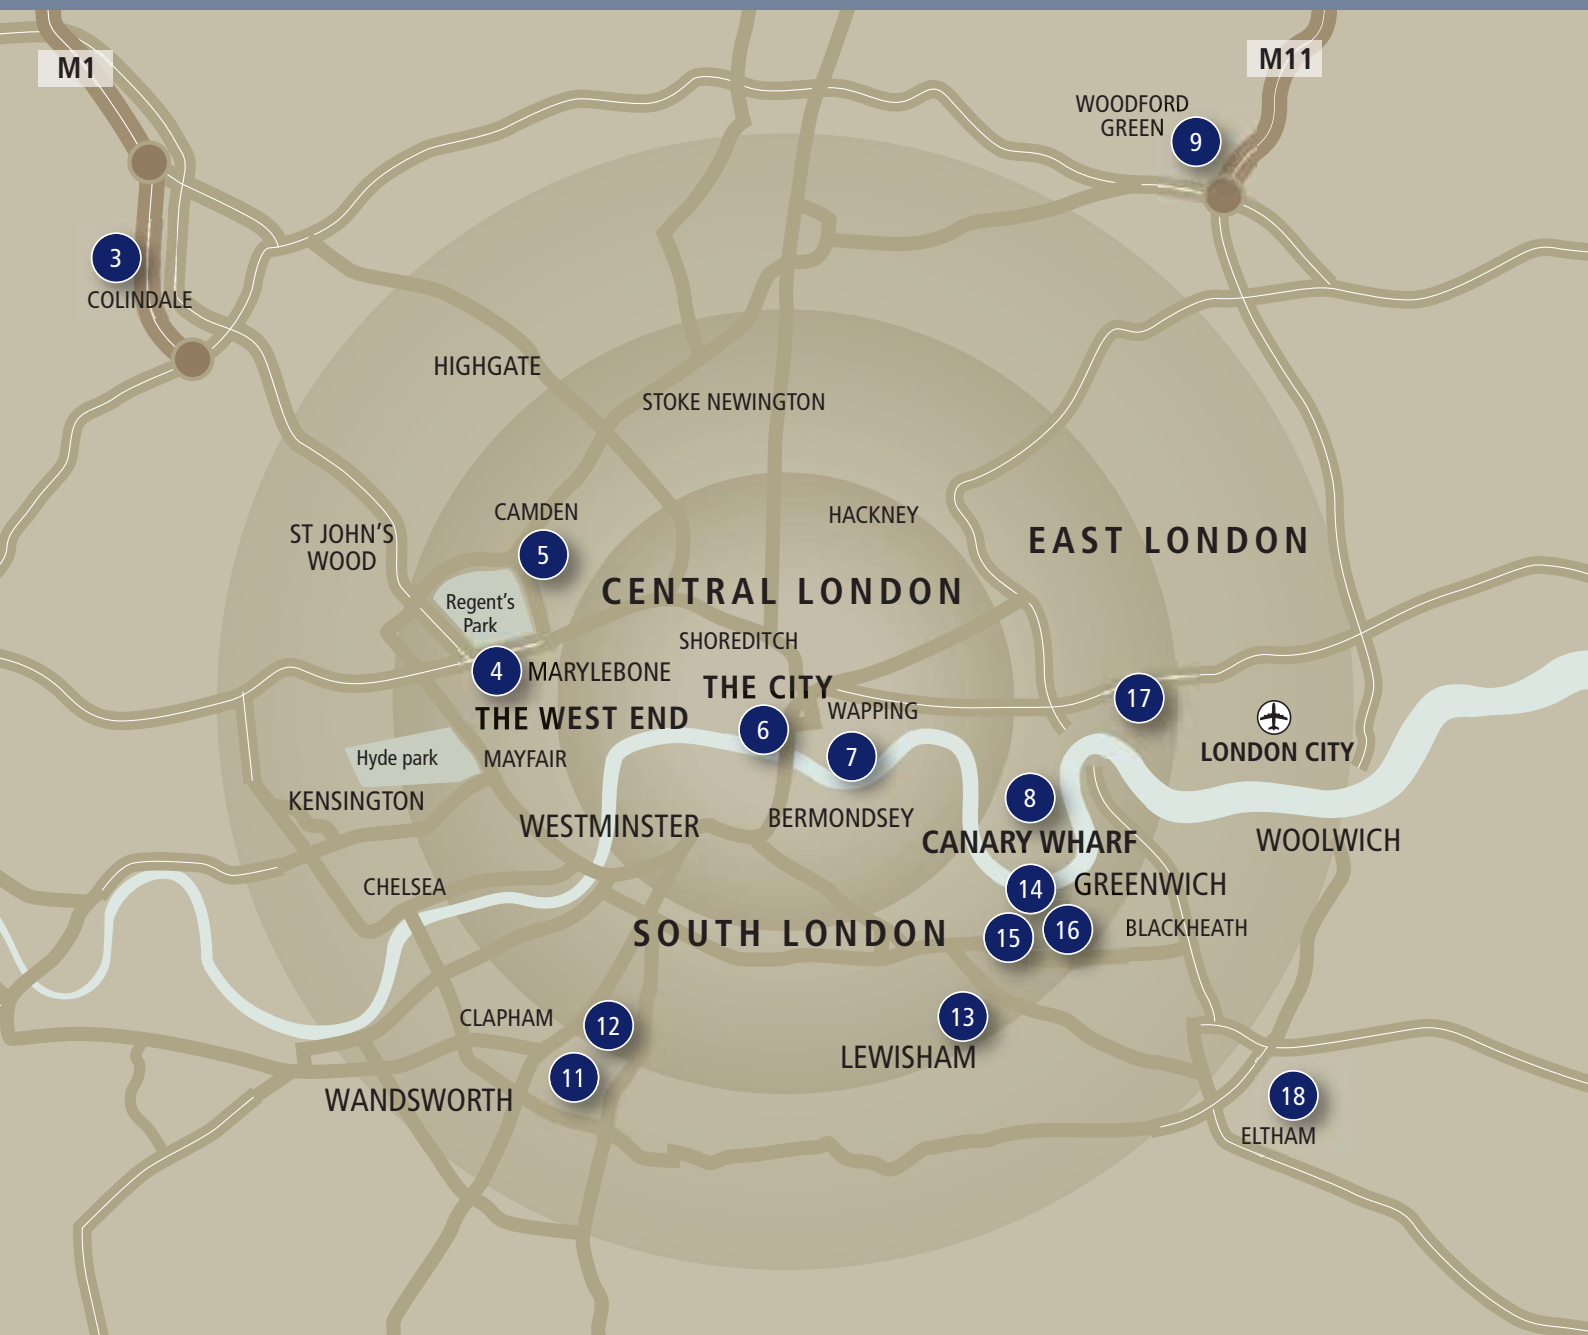 M1
M11
WOODFORD
GREEN
9
3
COLINDALE
HIGHGATE
STOKE NEWINGTON
CAMDEN
HACKNEY
ST JOHN'S
WOOD
5
EAST LONDON
CENTRAL LONDON
Regent's
Park
SHOREDITCH
4
MARYLEBONE
THE CITY
17
THE WEST END
WAPPING
6
7
Hyde park
MAYFAIR
LONDON CITY
KENSINGTON
8
WESTMINSTER
BERMONDSEY
CANARY WHARF
WOOLWICH
CHELSEA
14
GREENWICH
SOUTH LONDON
15
16
BLACKHEATH
CLAPHAM
12
13
LEWISHAM
11
WANDSWORTH
18
ELTHAM